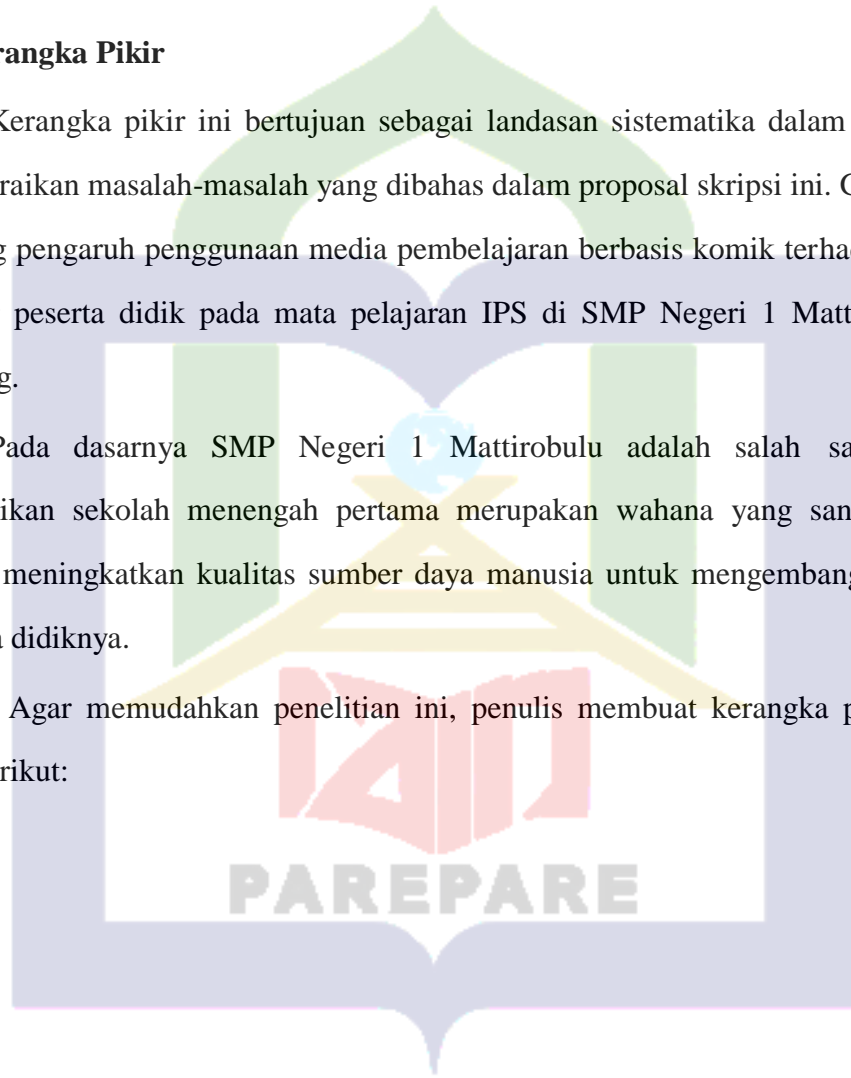 rangka Pikir
Kerangka pikir ini bertujuan sebagai landasan sistematika dalam
raikan masalah-masalah yang dibahas dalam proposal skripsi ini.
pengaruh penggunaan media pembelajaran berbasis komik terha
peserta didik pada mata pelajaran IPS di SMP Negeri 1 Matt
g.
Pada dasarnya SMP Negeri 1 Mattirobulu adalah salah sa
ikan sekolah menengah pertama merupakan wahana yang san
meningkatkan kualitas sumber daya manusia untuk mengembang
didiknya.
Agar memudahkan penelitian ini, penulis membuat kerangka p
rikut:
PAREPARE